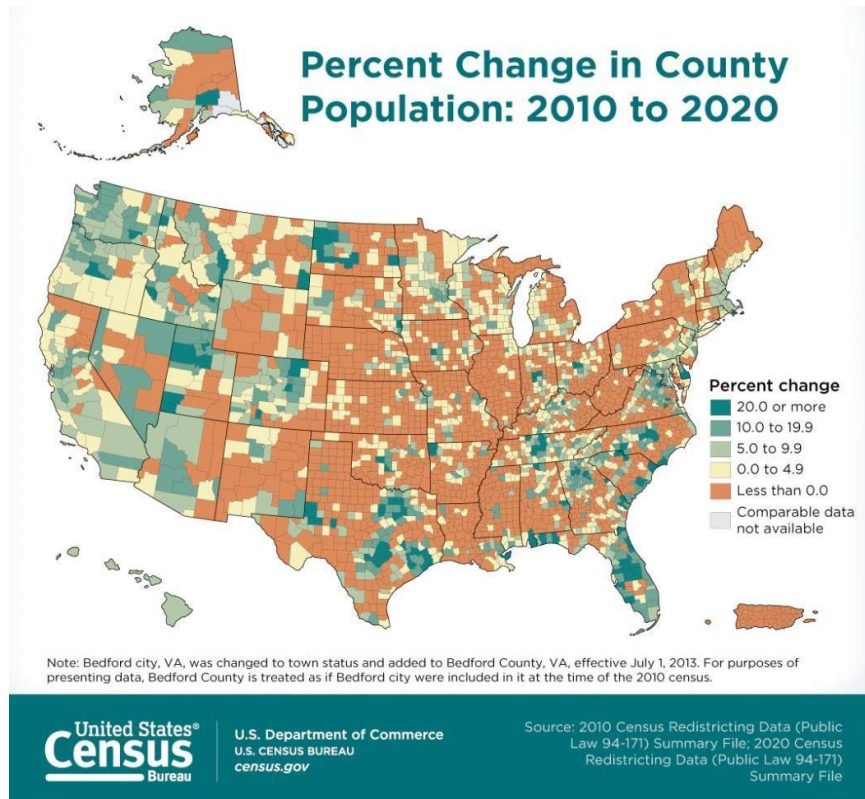 Percent Change in County
Population: 2010 to 2020
Percent change
20.0 or more
10.0 to 19.9
5.0 to 9.9
0.0 to 4.9
Less than 0.0
Comparable data
not available
Note: Bedford city, VA, was changed to town status and added to Bedford County, VA, effective July 1, 2013. For purposes of
presenting data, Bedford County is treated as if Bedford city were included in it at the time of the 2010 census.
United States®
Census
Bureau
U.S. Department of Commerce
U.S. CENSUS BUREAU
census.gov
Source: 2010 Census Redistricting Data (Public
Law 94-171) Summary File; 2020 Census
Redistricting Data (Public Law 94-171)
Summary File